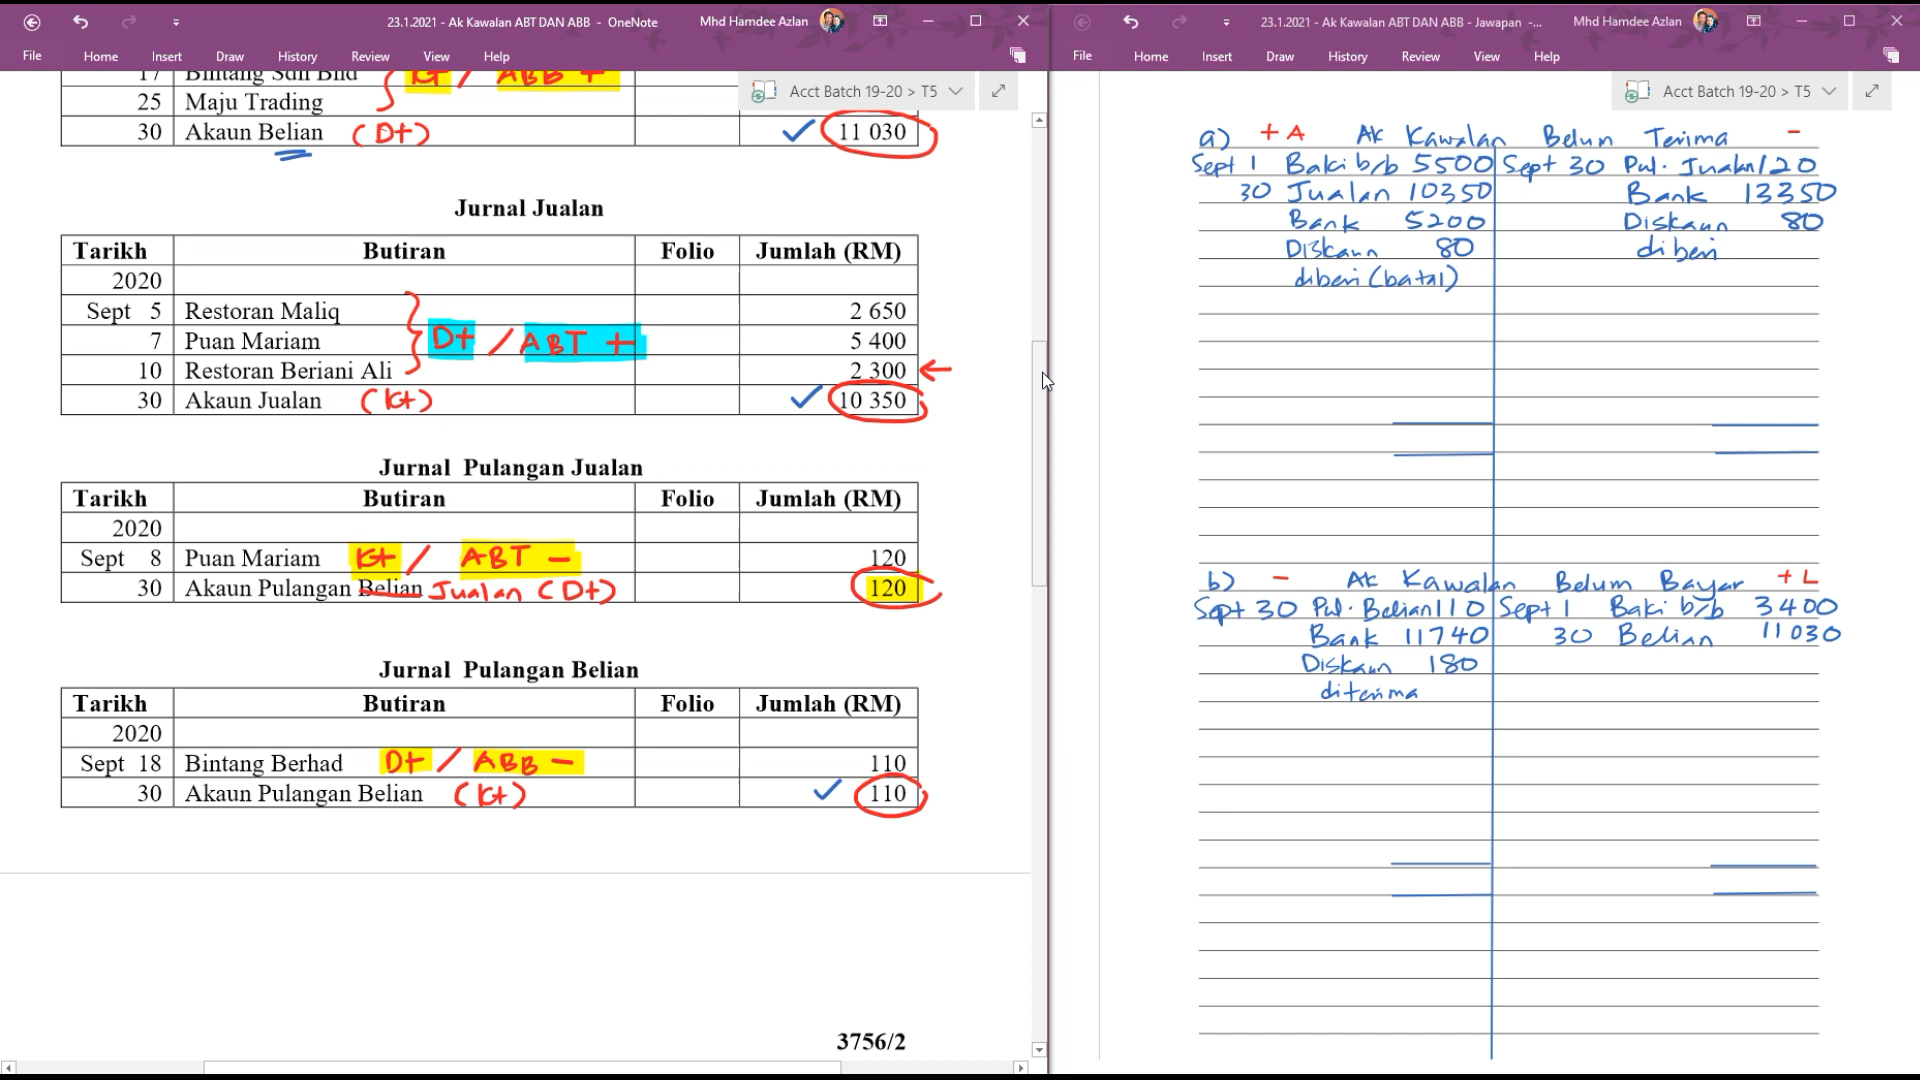 23.1.2021 - Ak Kawalan ABT DAN ABB - OneNote
Mhd Hamdee Azlan
File Home Insert Draw History Review View Help
Acct Batch 19-20 > T5
17 Bintang Sdn Bhd Kt / ABB +
25 Maju Trading
30 Akaun Belian (Dt) 11 030
Jurnal Jualan
Tarikh Butiran Folio Jumlah (RM)
2020
Sept 5 Restoran Maliq 2 650
7 Puan Mariam Dt / ABT + 5 400
10 Restoran Beriani Ali 2 300
30 Akaun Jualan (Kt) 10 350
Jurnal Pulangan Jualan
Tarikh Butiran Folio Jumlah (RM)
2020
Sept 8 Puan Mariam Kt / ABT - 120
30 Akaun Pulangan Belian Jualan (Dt) 120
Jurnal Pulangan Belian
Tarikh Butiran Folio Jumlah (RM)
2020
Sept 18 Bintang Berhad Dt / ABB - 110
30 Akaun Pulangan Belian (Kt) 110
3756/2
23.1.2021 - Ak Kawalan ABT DAN ABB - Jawapan -...
Mhd Hamdee Azlan
File Home Insert Draw History Review View Help
Acct Batch 19-20 > T5
a) + A Ak Kawalan Belum Terima -
Sept 1 Baki b/b 5500 Sept 30 Pul. Jualan 120
30 Jualan 10350 Bank 13350
Bank 5200 Diskaun 80
Diskaun 80 diberi
diberi (batal)
b) - Ak Kawalan Belum Bayar + L
Sept 30 Pul. Belian 110 Sept 1 Baki b/b 3400
Bank 11740 30 Belian 11030
Diskaun 180
diterima